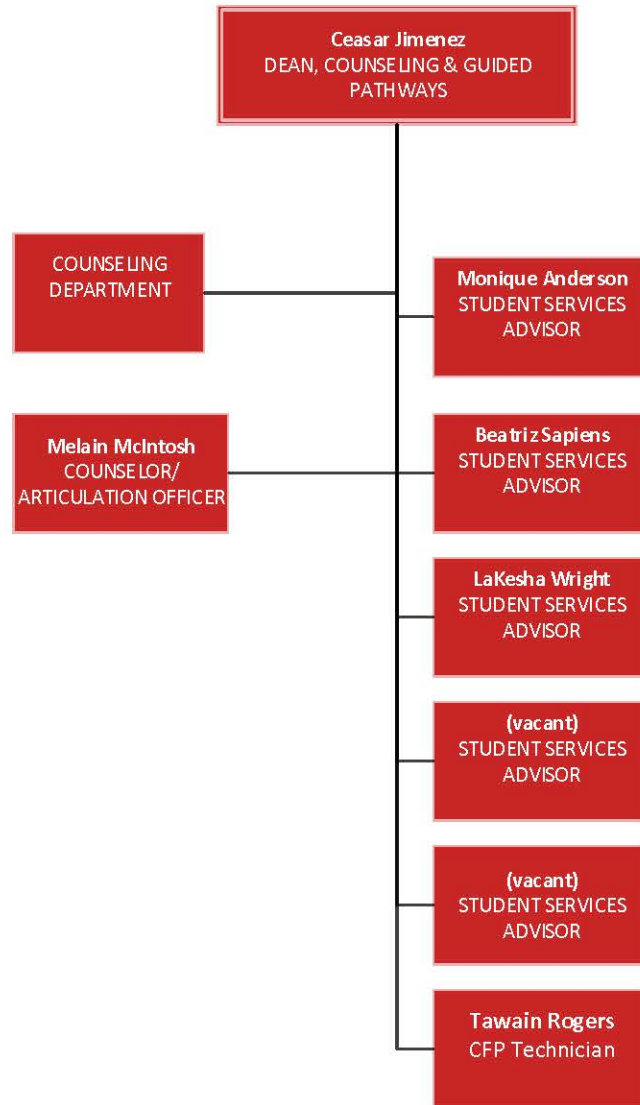 Ceasar Jimenez
DEAN, COUNSELING & GUIDED
PATHWAYS
COUNSELING
DEPARTMENT
Monique Anderson
STUDENT SERVICES
ADVISOR
Melain McIntosh
COUNSELOR/
ARTICULATION OFFICER
Beatriz Sapiens
STUDENT SERVICES
ADVISOR
LaKesha Wright
STUDENT SERVICES
ADVISOR
(vacant)
STUDENT SERVICES
ADVISOR
(vacant)
STUDENT SERVICES
ADVISOR
Tawain Rogers
CFP Technician